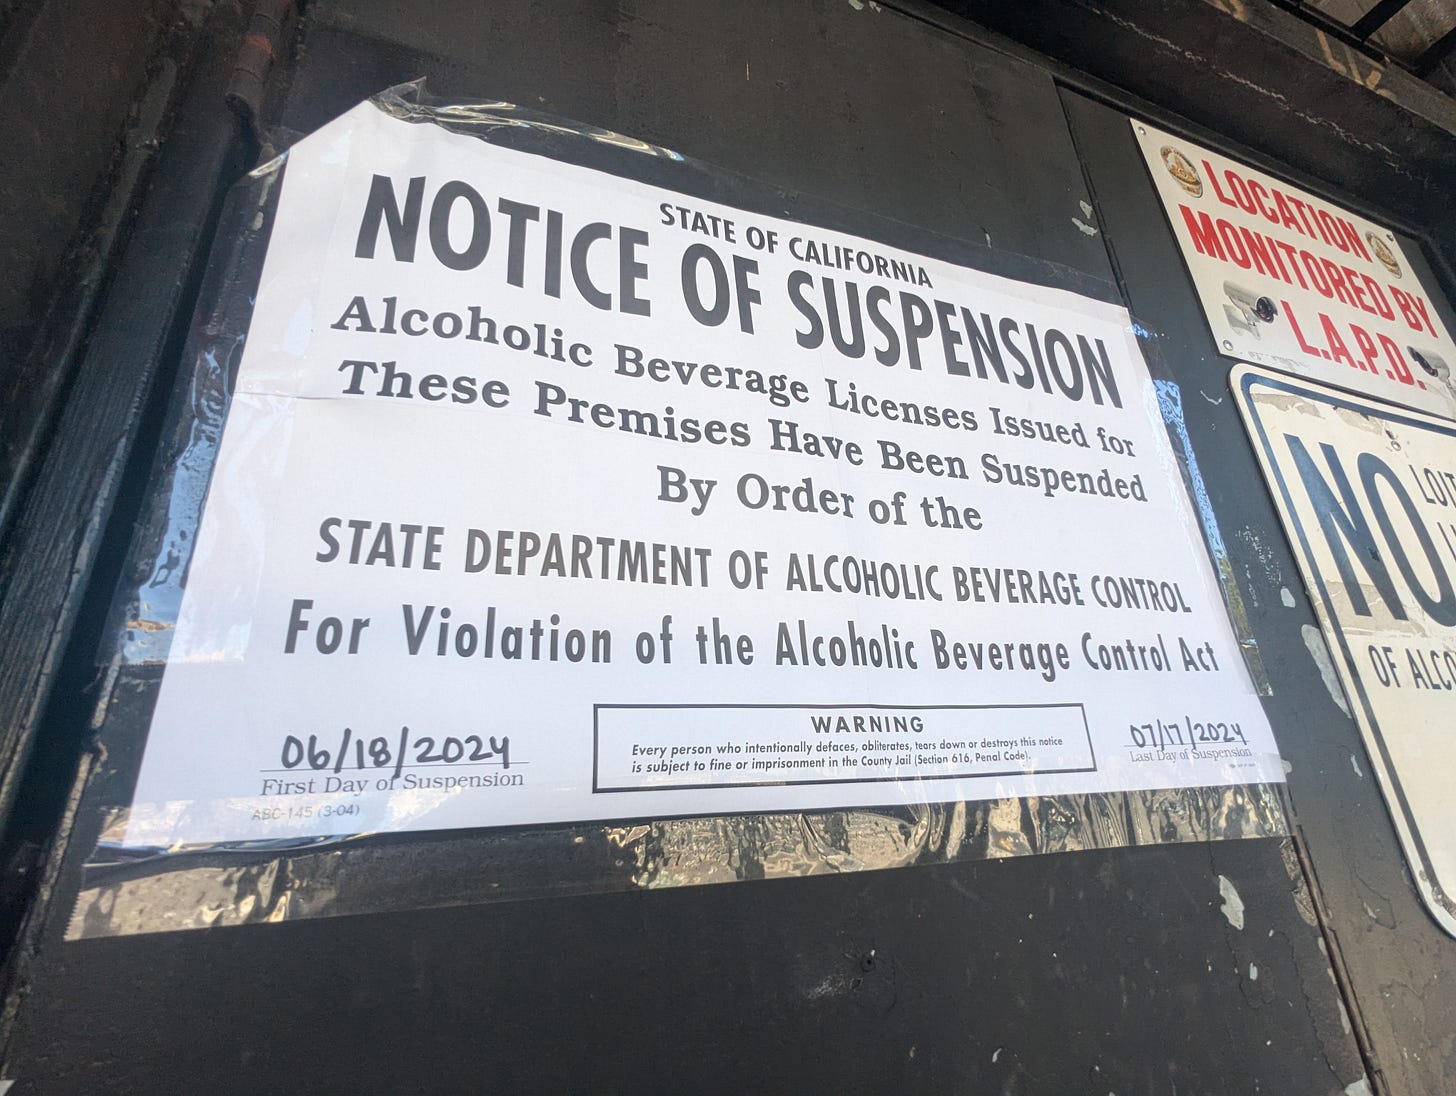 STATE OF CALIFORNIA
NOTICE OF SUSPENSION
Alcoholic Beverage Licenses Issued for
These Premises Have Been Suspended
By Order of the
STATE DEPARTMENT OF ALCOHOLIC BEVERAGE CONTROL
For Violation of the Alcoholic Beverage Control Act
06/18/2024
First Day of Suspension
ABC-145 (3-04)
WARNING
Every person who intentionally defaces, obliterates, tears down or destroys this notice
is subject to fine or imprisonment in the County Jail (Section 616, Penal Code).
07/17/2024
Last Day of Suspension
LOCATION
MONITORED BY
L.A.P.D.
NO
OF